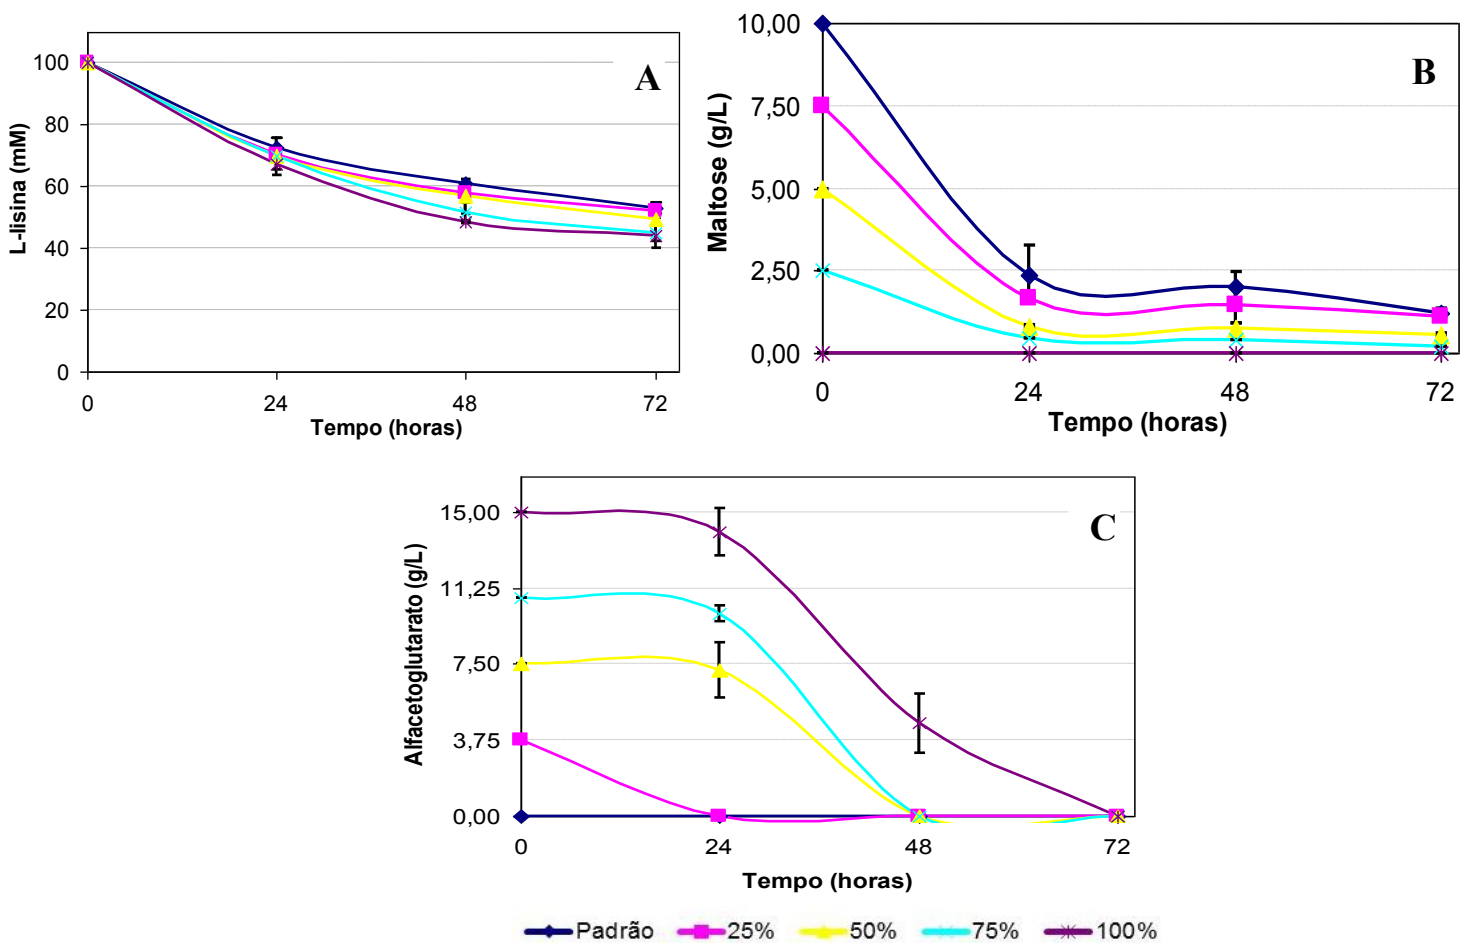 A
L-lisina (mM)
100
80
60
40
20
0
0 24 48 72
Tempo (horas)
B
Maltose (g/L)
10,00
7,50
5,00
2,50
0,00
0 24 48 72
Tempo (horas)
C
Alfacetoglutarato (g/L)
15,00
11,25
7,50
3,75
0,00
0 24 48 72
Tempo (horas)
Padrão 25% 50% 75% 100%